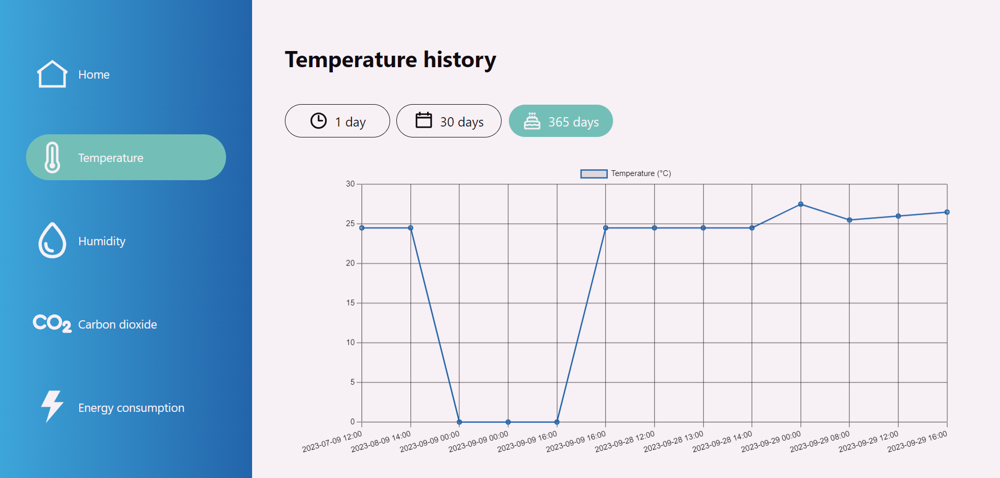 Home
Temperature
Humidity
CO2 Carbon dioxide
Energy consumption
Temperature history
1 day
30 days
365 days
Temperature (°C)
30
25
20
15
10
5
0
2023-07-09 12:00
2023-08-09 14:00
2023-09-09 00:00
2023-09-09 00:00
2023-09-09 16:00
2023-09-09 16:00
2023-09-28 12:00
2023-09-28 13:00
2023-09-28 14:00
2023-09-29 00:00
2023-09-29 08:00
2023-09-29 12:00
2023-09-29 16:00